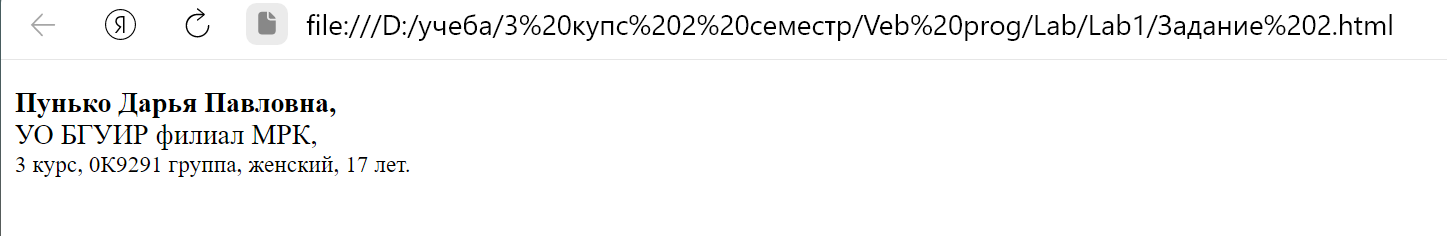 Я file:///D:/учеба/3%20купс%202%20семестр/Veb%20prog/Lab/Lab1/Задание%202.html
Пунько Дарья Павловна,
УО БГУИР филиал МРК,
3 курс, 0К9291 группа, женский, 17 лет.